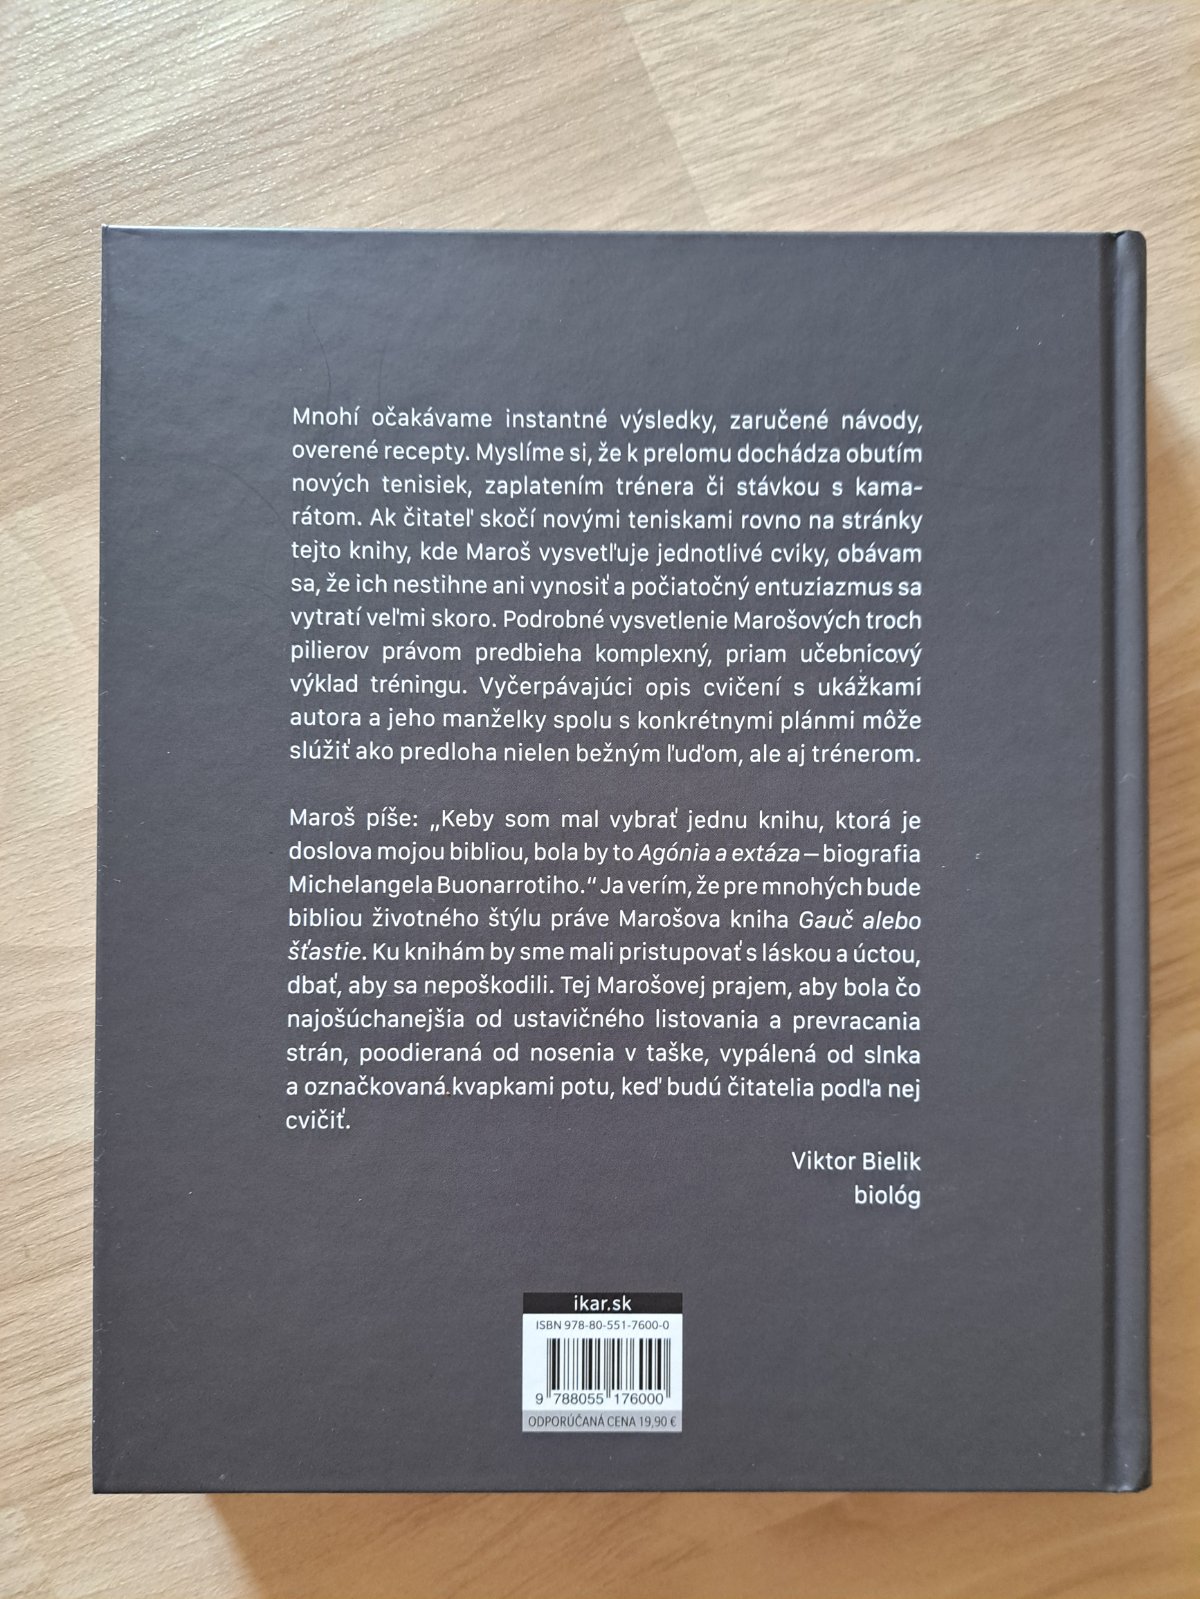 Mnohí očakávame instantné výsledky, zaručené návody,
overené recepty. Myslíme si, že k prelomu dochádza obutím
nových tenisiek, zaplatením trénera či stávkou s kama-
rátom. Ak čitateľ skočí novými teniskami rovno na stránky
tejto knihy, kde Maroš vysvetľuje jednotlivé cviky, obávam
sa, že ich nestihne ani vynosiť a počiatočný entuziazmus sa
vytratí veľmi skoro. Podrobné vysvetlenie Marošových troch
pilierov právom predbieha komplexný, priam učebnicový
výklad tréningu. Vyčerpávajúci opis cvičení s ukážkami
autora a jeho manželky spolu s konkrétnymi plánmi môže
slúžiť ako predloha nielen bežným ľuďom, ale aj trénerom.
Maroš píše: „Keby som mal vybrať jednu knihu, ktorá je
doslova mojou bibliou, bola by to Agónia a extáza – biografia
Michelangela Buonarrotiho.“ Ja verím, že pre mnohých bude
bibliou životného štýlu práve Marošova kniha Gauč alebo
šťastie. Ku knihám by sme mali pristupovať s láskou a úctou,
dbať, aby sa nepoškodili. Tej Marošovej prajem, aby bola čo
najošúchanejšia od ustavičného listovania a prevracania
strán, poodieraná od nosenia v taške, vypálená od slnka
a označkovaná kvapkami potu, keď budú čitatelia podľa nej
cvičiť.
Viktor Bielik
biológ
ikar.sk
ISBN 978-80-551-7600-0
9 788055 176000
ODPORÚČANÁ CENA 19,90 €